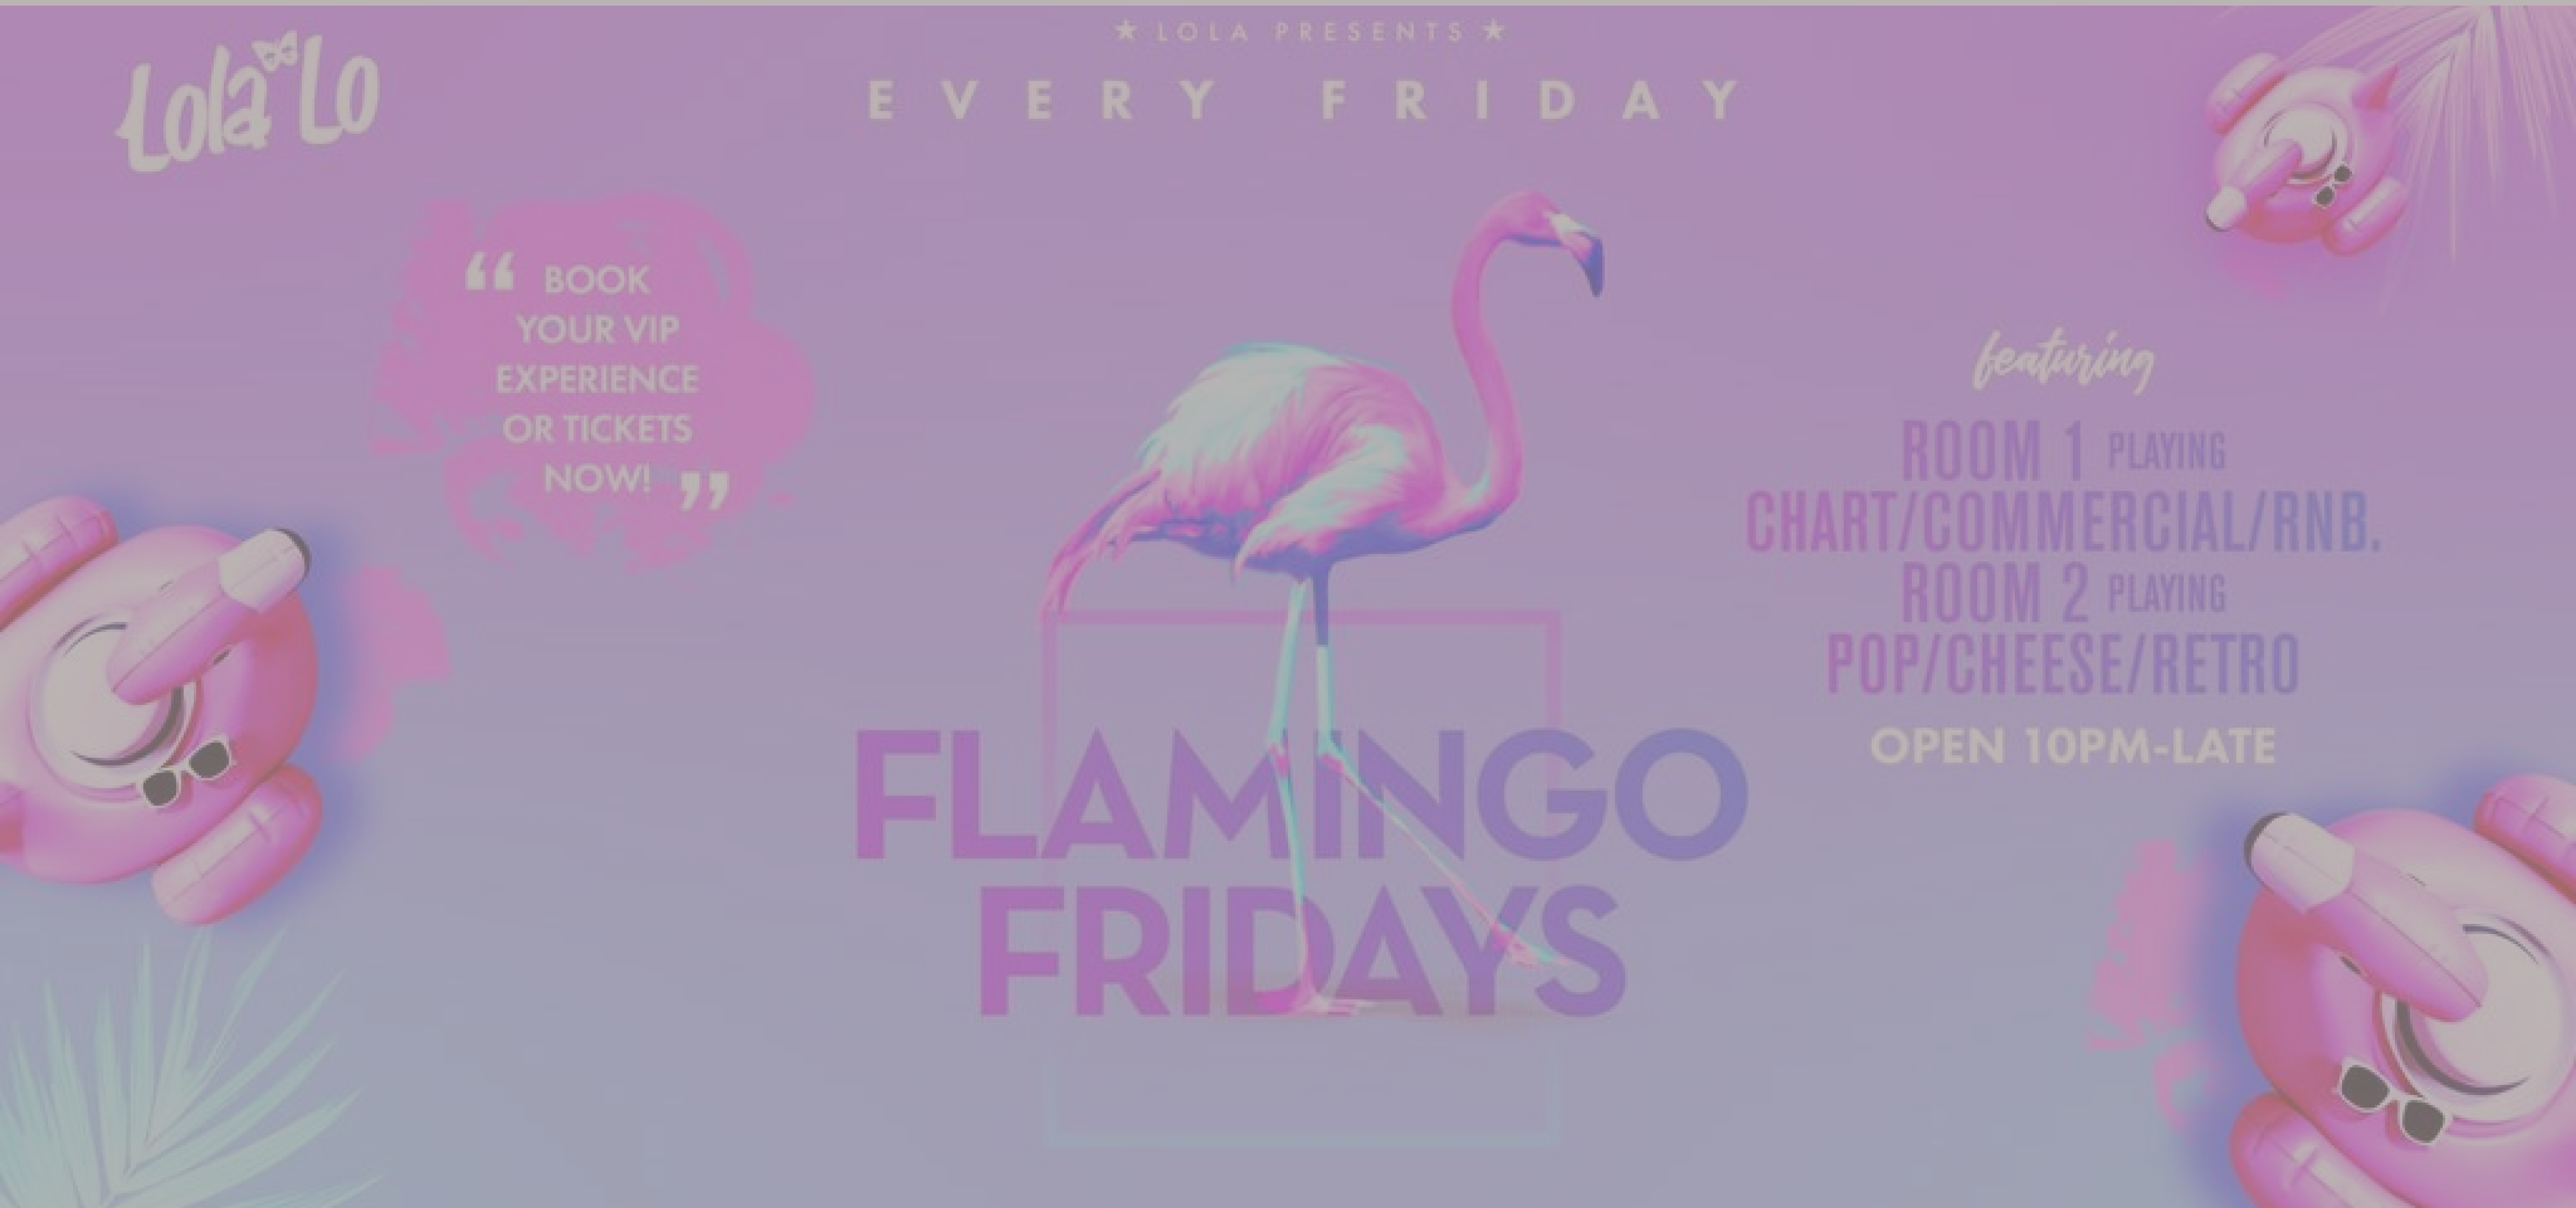 Lola Lo
★ LOLA PRESENTS ★
EVERY FRIDAY
“ BOOK
YOUR VIP
EXPERIENCE
OR TICKETS
NOW! ”
featuring
ROOM 1 PLAYING
CHART/COMMERCIAL/RNB.
ROOM 2 PLAYING
POP/CHEESE/RETRO
OPEN 10PM-LATE
FLAMINGO
FRIDAYS